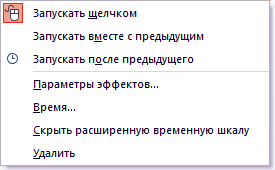 Запускать щелчком
Запускать вместе с предыдущим
Запускать после предыдущего
Параметры эффектов...
Время...
Скрыть расширенную временную шкалу
Удалить